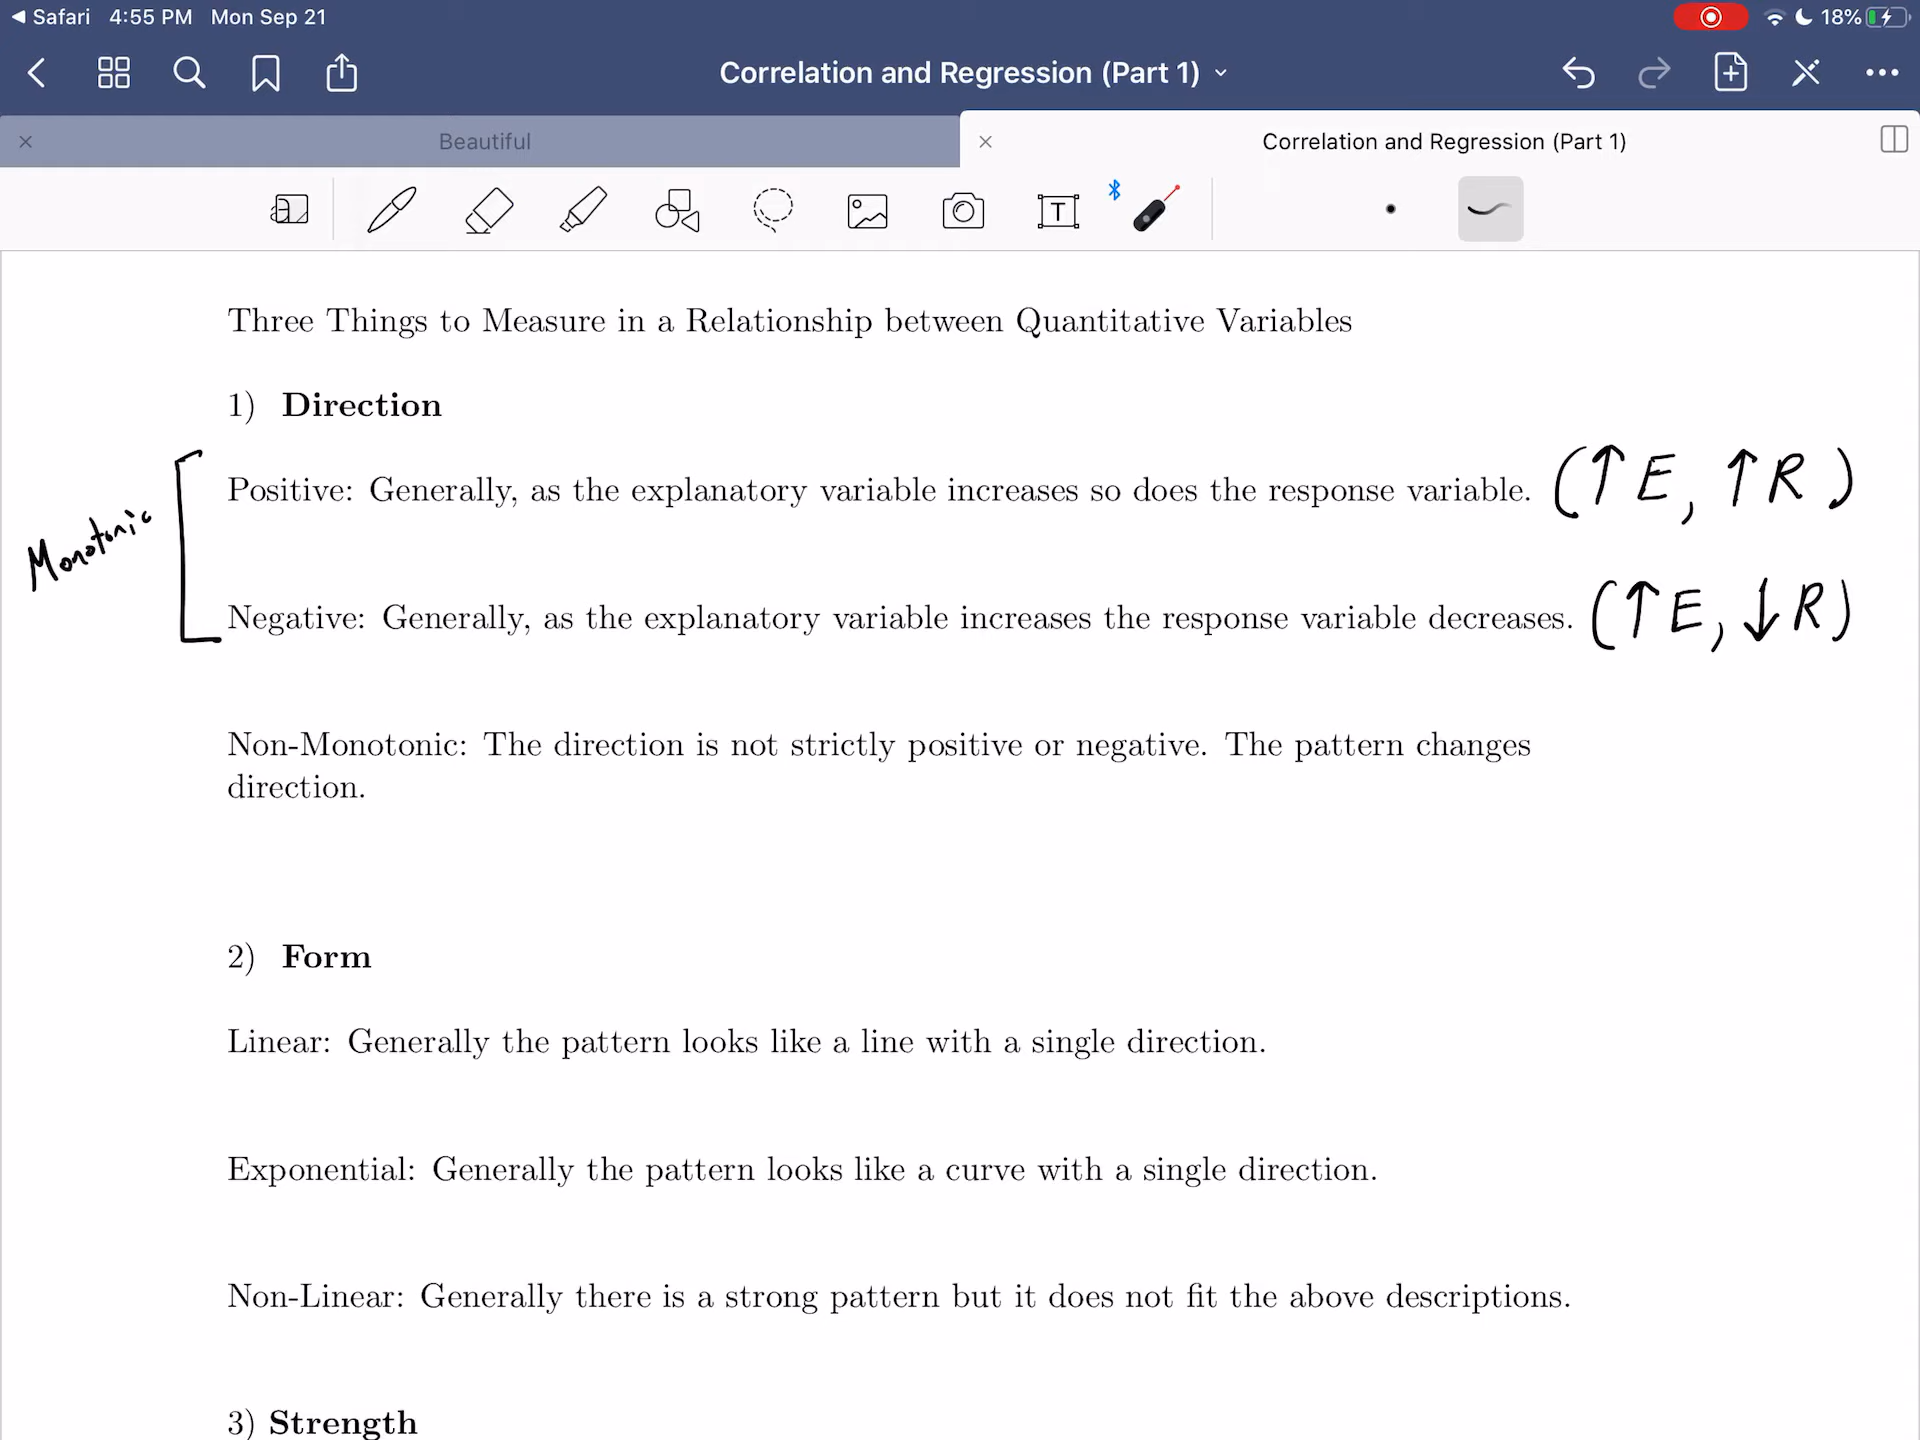 Safari 4:55 PM Mon Sep 21 18%
Correlation and Regression (Part 1)
Beautiful
Correlation and Regression (Part 1)
a T
Three Things to Measure in a Relationship between Quantitative Variables
1) Direction
Positive: Generally, as the explanatory variable increases so does the response variable. (↑E, ↑R)
Monotonic
Negative: Generally, as the explanatory variable increases the response variable decreases. (↑E, ↓R)
Non-Monotonic: The direction is not strictly positive or negative. The pattern changes
direction.
2) Form
Linear: Generally the pattern looks like a line with a single direction.
Exponential: Generally the pattern looks like a curve with a single direction.
Non-Linear: Generally there is a strong pattern but it does not fit the above descriptions.
3) Strength